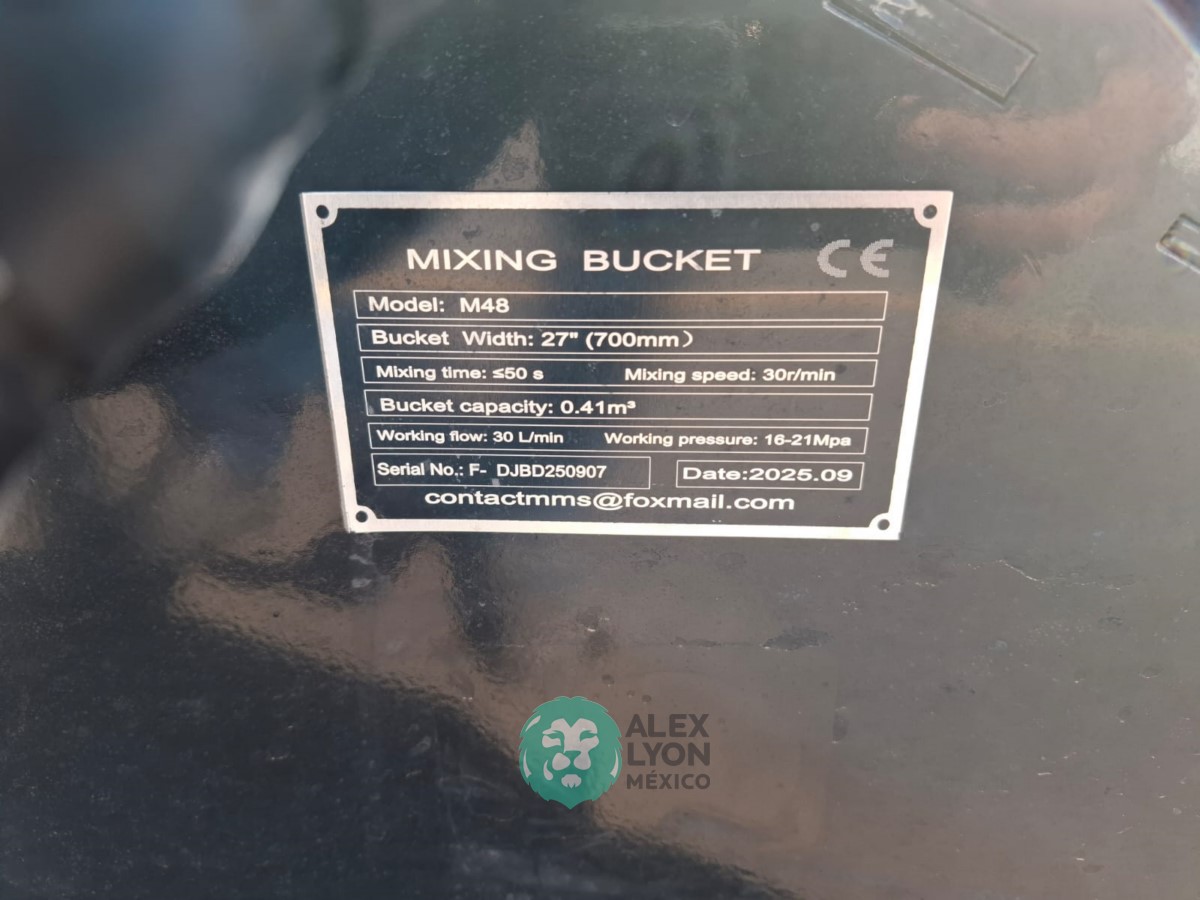 MIXING BUCKET CE
Model: M48
Bucket Width: 27" (700mm）
Mixing time: ≤50 s Mixing speed: 30r/min
Bucket capacity: 0.41m³
Working flow: 30 L/min Working pressure: 16-21Mpa
Serial No.: F- DJBD250907 Date:2025.09
contactmms@foxmail.com
ALEX
LYON
MÉXICO